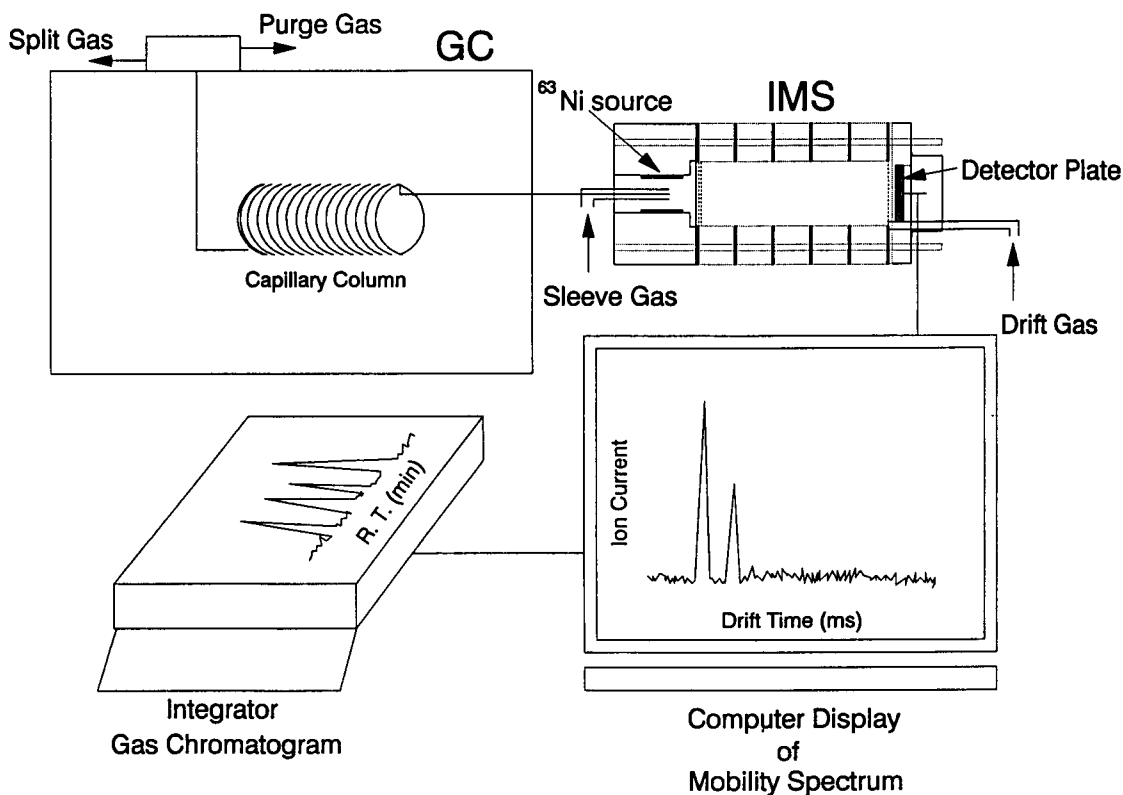 Split Gas
Purge Gas
GC
⁶³Ni source
IMS
Detector Plate
Capillary Column
Sleeve Gas
Drift Gas
R. T. (min)
Ion Current
Drift Time (ms)
Integrator
Gas Chromatogram
Computer Display
of
Mobility Spectrum